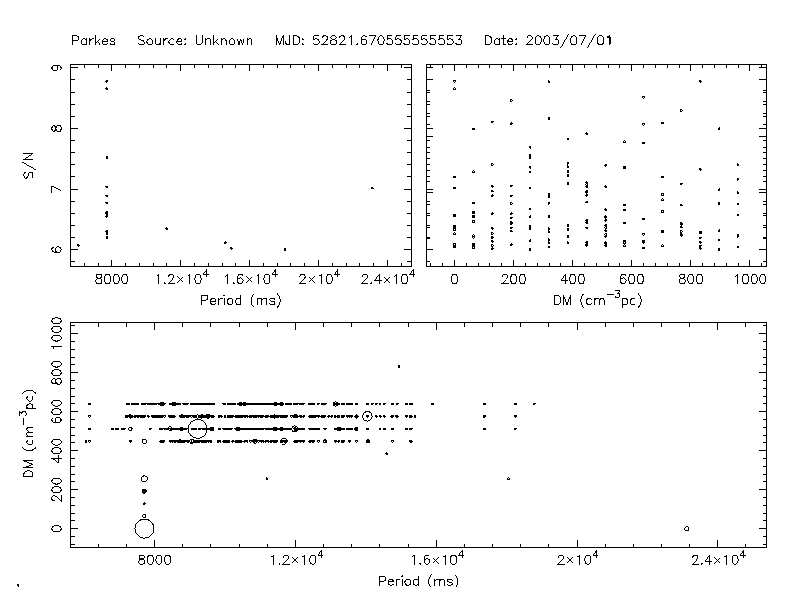 Parkes Source: Unknown MJD: 52821.670555555553 Date: 2003/07/01
9
8
7
6
S/N
8000 1.2×10⁴ 1.6×10⁴ 2×10⁴ 2.4×10⁴
Period (ms)
0 200 400 600 800 1000
DM (cm⁻³pc)
1000
800
600
400
200
0
DM (cm⁻³pc)
8000 1.2×10⁴ 1.6×10⁴ 2×10⁴ 2.4×10⁴
Period (ms)